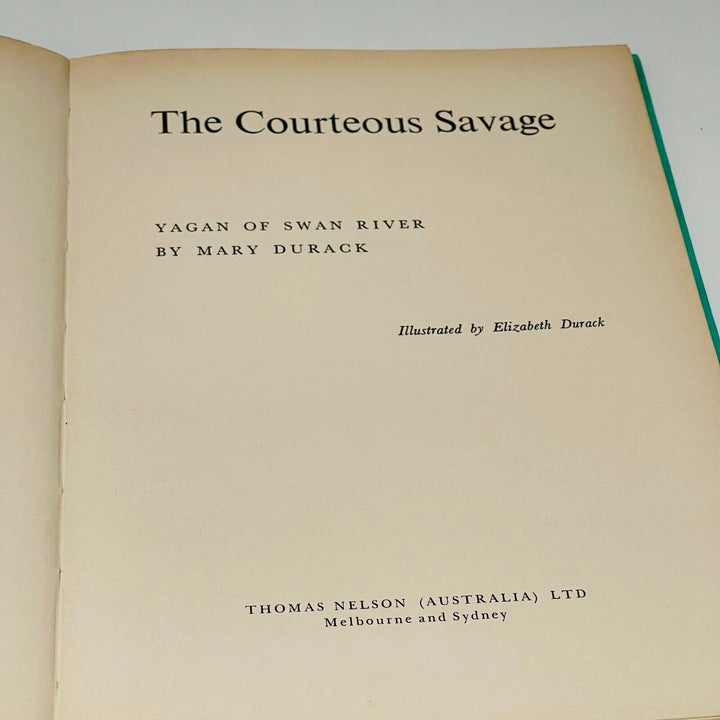 The Courteous Savage
YAGAN OF SWAN RIVER
BY MARY DURACK
Illustrated by Elizabeth Durack
THOMAS NELSON (AUSTRALIA) LTD
Melbourne and Sydney